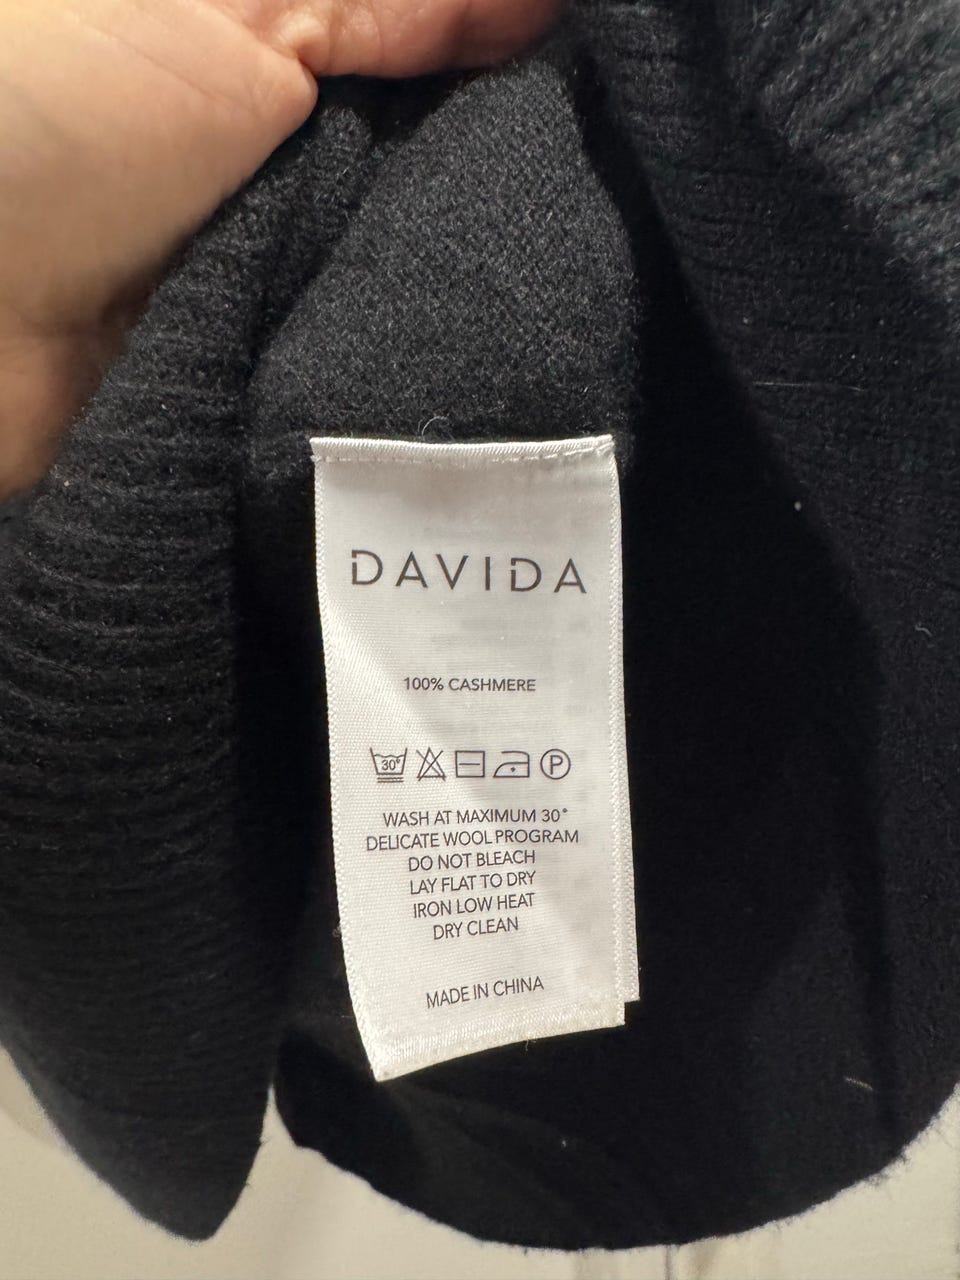 DAVIDA
100% CASHMERE
30° P
WASH AT MAXIMUM 30°
DELICATE WOOL PROGRAM
DO NOT BLEACH
LAY FLAT TO DRY
IRON LOW HEAT
DRY CLEAN
MADE IN CHINA